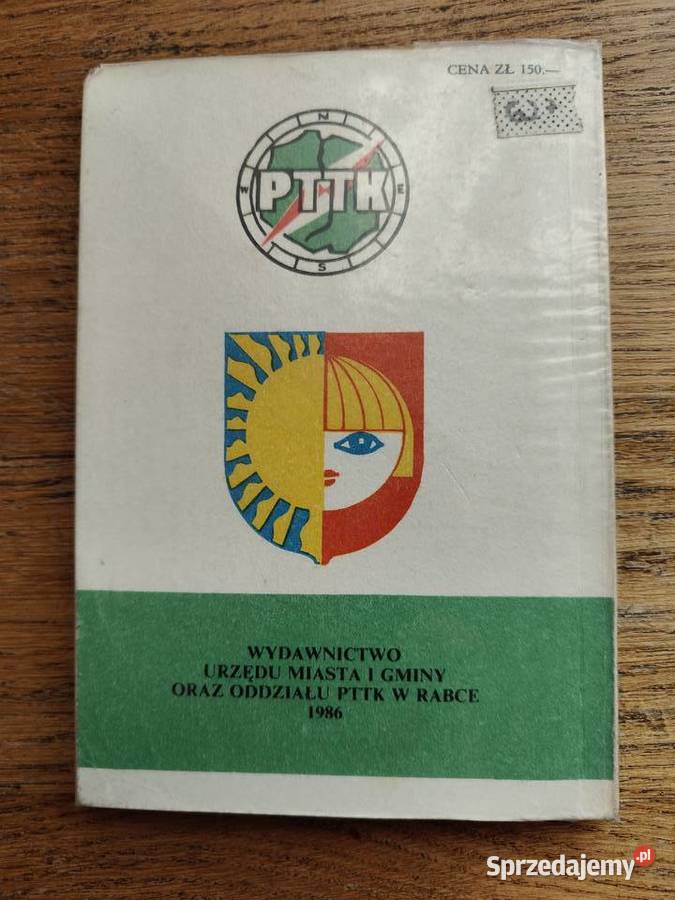 CENA ZŁ 150.—
N
PTTK
W
E
S
WYDAWNICTWO
URZĘDU MIASTA I GMINY
ORAZ ODDZIAŁU PTTK W RABCE
1986
Sprzedajemy.pl